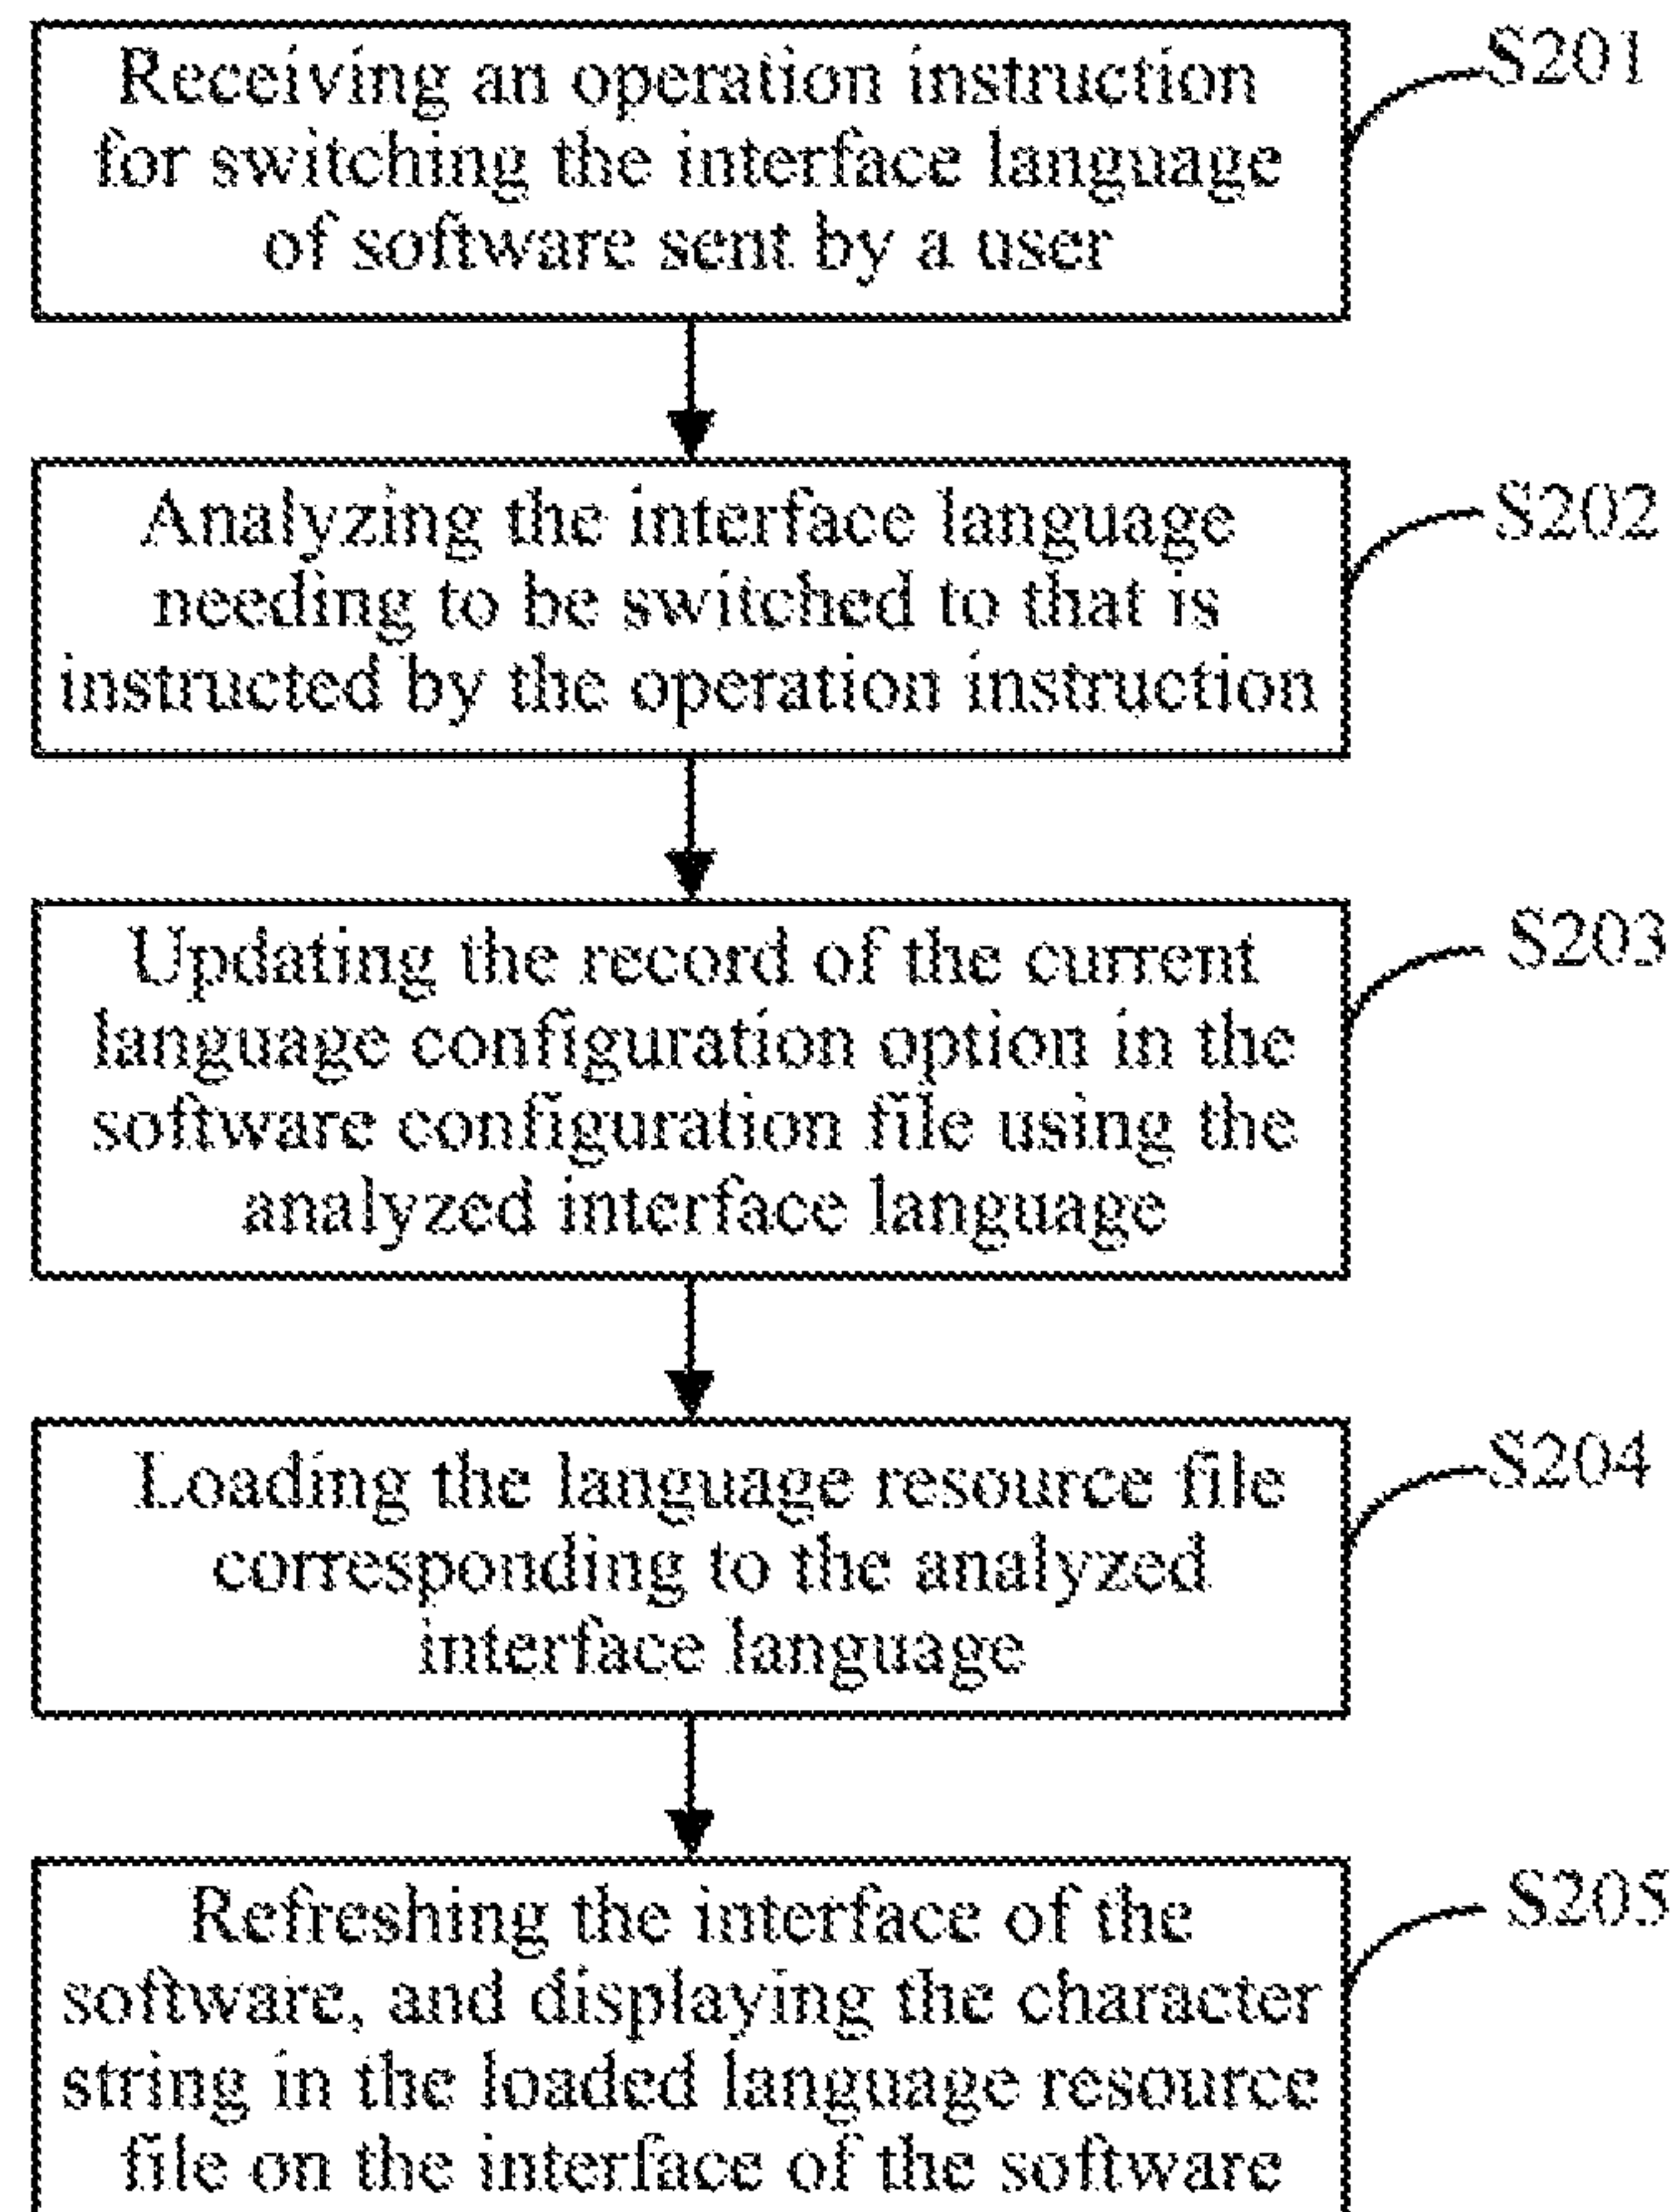 Receiving an operation instruction
for switching the interface language
of software sent by a user
S201
Analyzing the interface language
needing to be switched to that is
instructed by the operation instruction
S202
Updating the record of the current
language configuration option in the
software configuration file using the
analyzed interface language
S203
Loading the language resource file
corresponding to the analyzed
interface language
S204
Refreshing the interface of the
software, and displaying the character
string in the loaded language resource
file on the interface of the software
S205